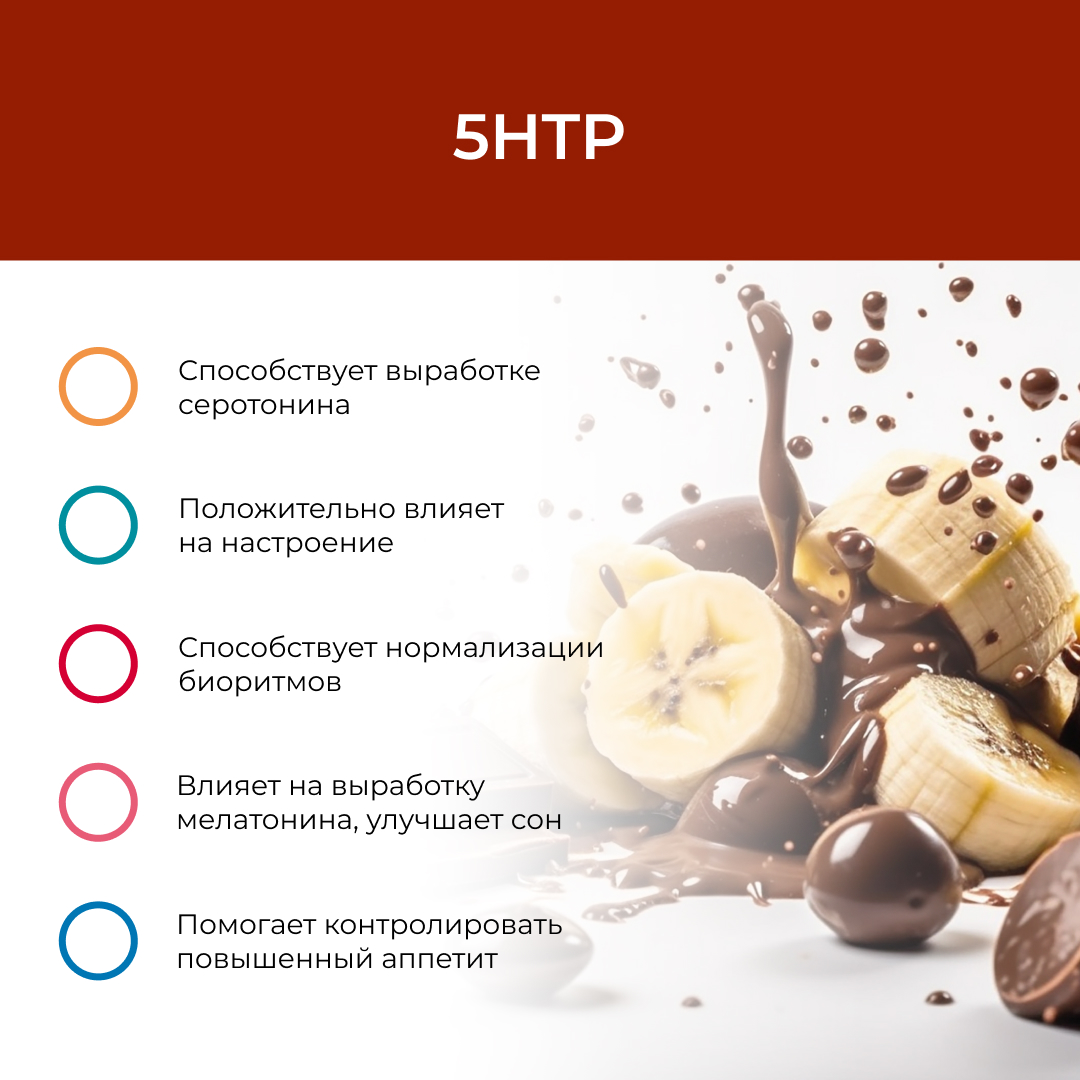 5HTP
Способствует выработке
серотонина
Положительно влияет
на настроение
Способствует нормализации
биоритмов
Влияет на выработку
мелатонина, улучшает сон
Помогает контролировать
повышенный аппетит